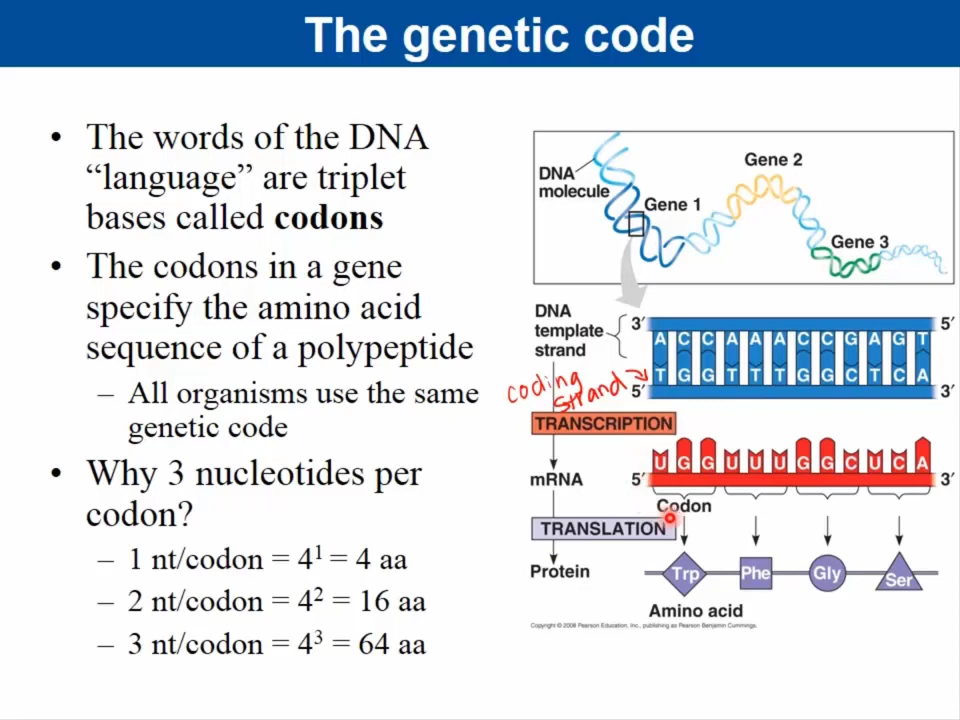 The genetic code
• The words of the DNA
“language” are triplet
bases called codons
• The codons in a gene
specify the amino acid
sequence of a polypeptide
– All organisms use the same
genetic code
• Why 3 nucleotides per
codon?
– 1 nt/codon = 4¹ = 4 aa
– 2 nt/codon = 4² = 16 aa
– 3 nt/codon = 4³ = 64 aa
DNA
molecule
Gene 1
Gene 2
Gene 3
DNA
template
strand
3′ 5′
A C C A A A C C G A G T
T G G T T T G G C T C A
5′ 3′
coding
strand
TRANSCRIPTION
U G G U U U G G C U C A
mRNA 5′ 3′
Codon
TRANSLATION
Protein
Trp Phe Gly Ser
Amino acid
Copyright © 2008 Pearson Education, Inc., publishing as Pearson Benjamin Cummings.